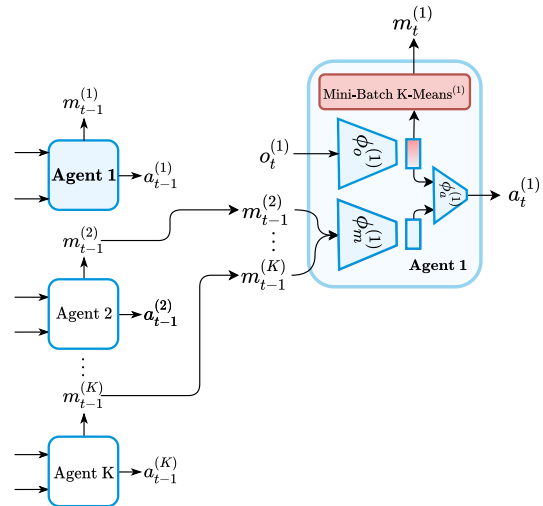 m_t^{(1)}
Mini-Batch K-Means^{(1)}
m_{t-1}^{(1)}
ϕ_o^{(1)}
o_t^{(1)}
Agent 1
a_{t-1}^{(1)}
ϕ_a^{(1)}
a_t^{(1)}
m_{t-1}^{(2)}
m_{t-1}^{(2)}
ϕ_m^{(1)}
⋮
m_{t-1}^{(K)}
Agent 1
Agent 2
a_{t-1}^{(2)}
⋮
m_{t-1}^{(K)}
Agent K
a_{t-1}^{(K)}